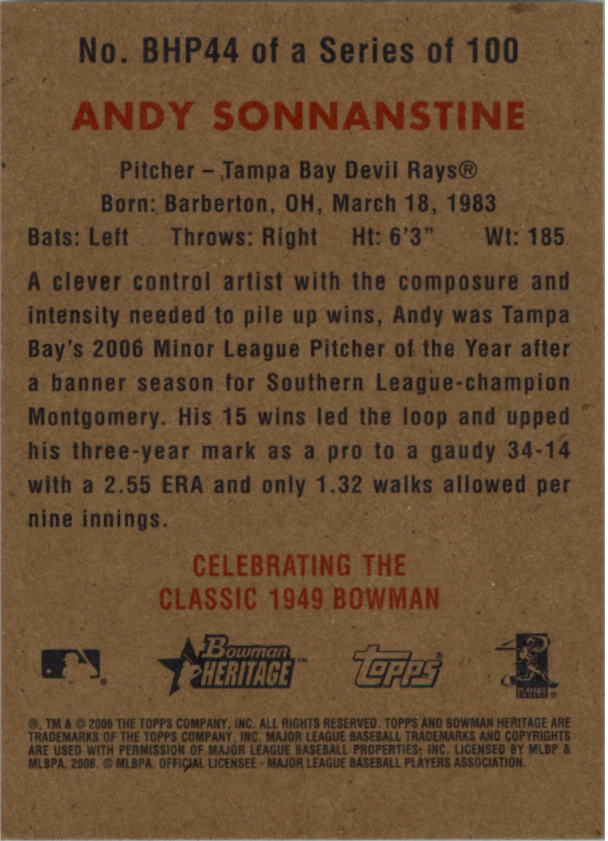 No. BHP44 of a Series of 100
ANDY SONNANSTINE
Pitcher – Tampa Bay Devil Rays®
Born: Barberton, OH, March 18, 1983
Bats: Left Throws: Right Ht: 6'3" Wt: 185
A clever control artist with the composure and
intensity needed to pile up wins, Andy was Tampa
Bay's 2006 Minor League Pitcher of the Year after
a banner season for Southern League-champion
Montgomery. His 15 wins led the loop and upped
his three-year mark as a pro to a gaudy 34-14
with a 2.55 ERA and only 1.32 walks allowed per
nine innings.
CELEBRATING THE
CLASSIC 1949 BOWMAN
Bowman
HERITAGE™
Topps®
PLAYERS
CHOICE®
®, TM & © 2006 THE TOPPS COMPANY, INC. ALL RIGHTS RESERVED. TOPPS AND BOWMAN HERITAGE ARE
TRADEMARKS OF THE TOPPS COMPANY, INC. MAJOR LEAGUE BASEBALL TRADEMARKS AND COPYRIGHTS
ARE USED WITH PERMISSION OF MAJOR LEAGUE BASEBALL PROPERTIES, INC. LICENSED BY MLBP &
MLBPA, 2006. © MLBPA. OFFICIAL LICENSEE - MAJOR LEAGUE BASEBALL PLAYERS ASSOCIATION.